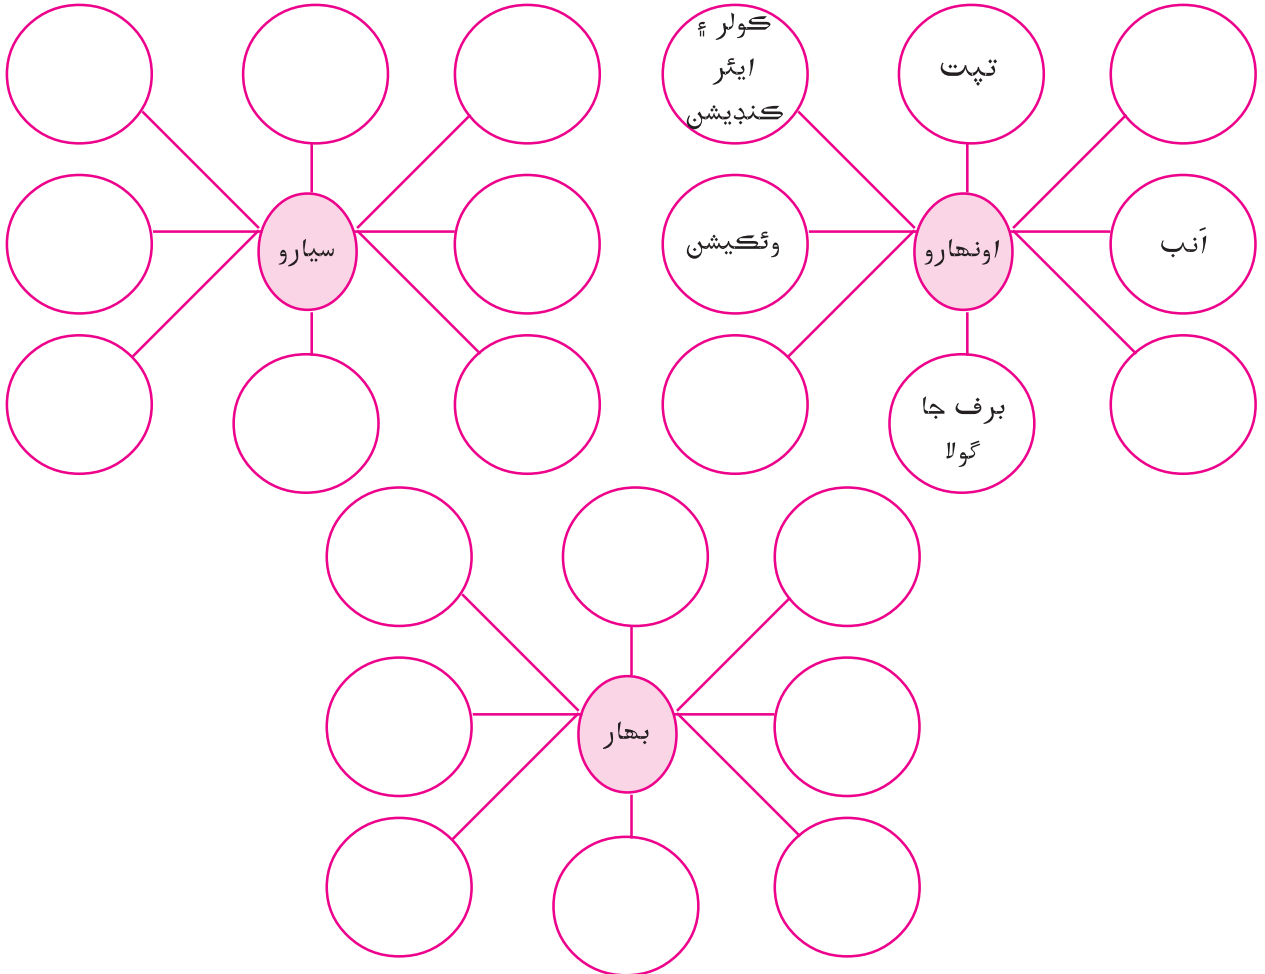 ڪولر ۽
ايئر
ڪنڊيشن
تپت
وئڪيشن
اونهارو
اَنب
برف جا
گولا
سيارو
بهار